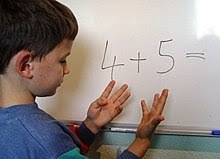 4 + 5 =